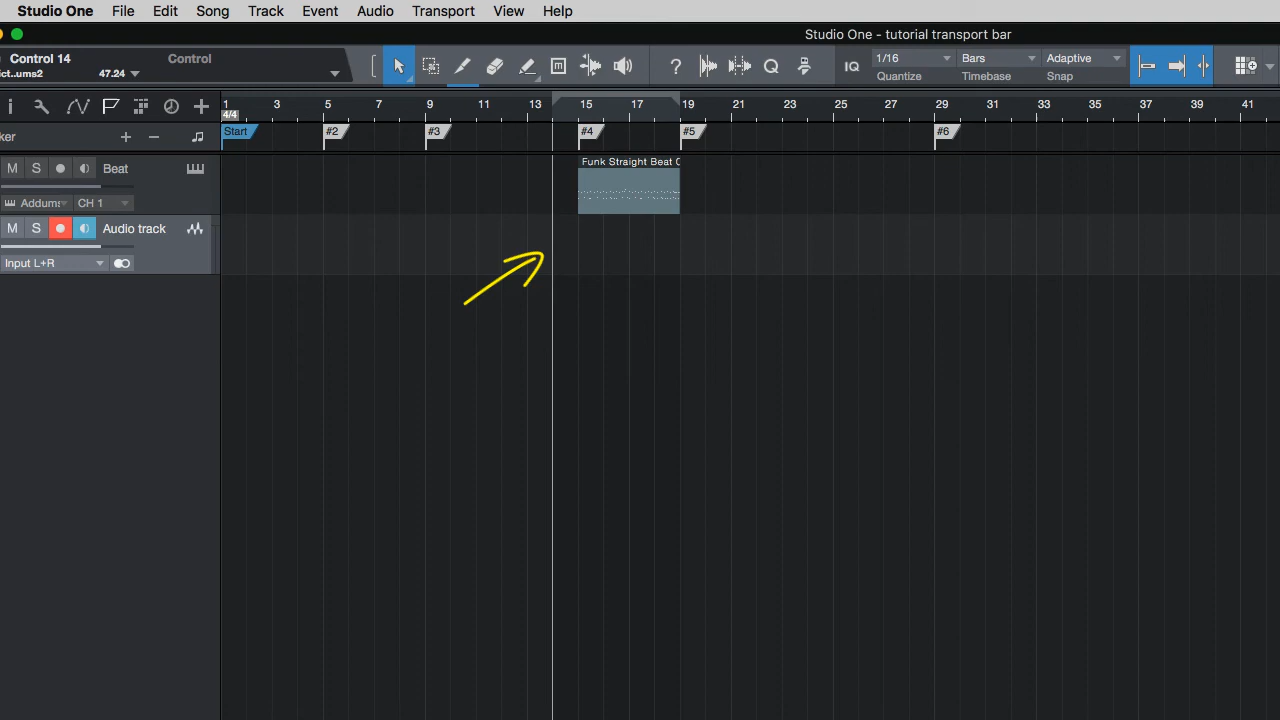 Studio One File Edit Song Track Event Audio Transport View Help
Studio One - tutorial transport bar
Control 14 Control
ict..ums2 47.24
IQ 1/16 Bars Adaptive
Quantize Timebase Snap
1 3 5 7 9 11 13 15 17 19 21 23 25 27 29 31 33 35 37 39 41
4/4
ker Start #2 #3 #4 #5 #6
M S Beat
Funk Straight Beat
CH 1
M S Audio track
Input L+R